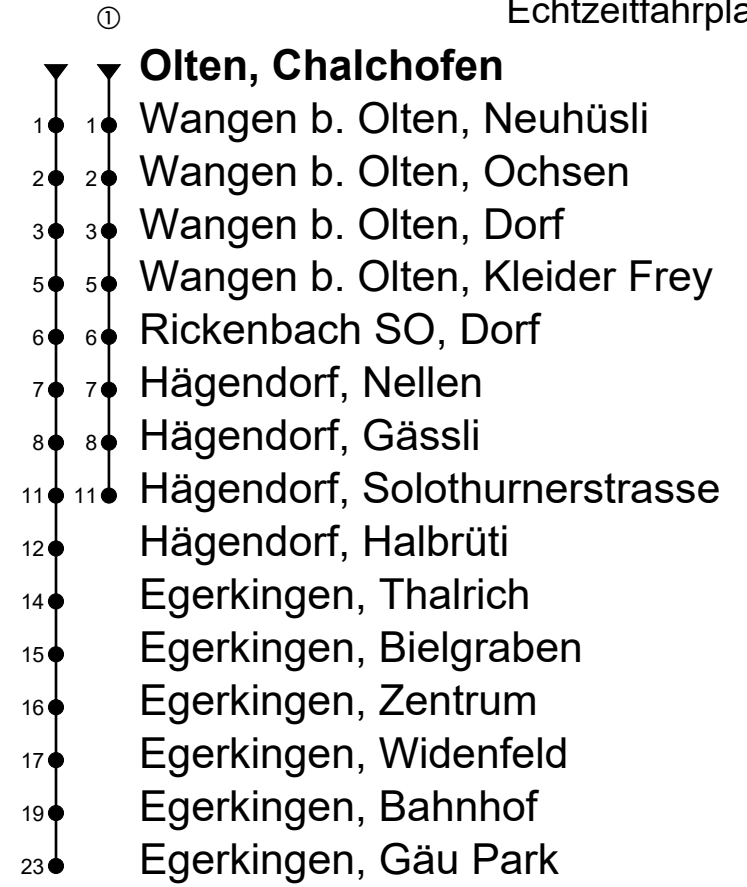 ① Echtzeitfahrpla
Olten, Chalchofen
1 1 Wangen b. Olten, Neuhüsli
2 2 Wangen b. Olten, Ochsen
3 3 Wangen b. Olten, Dorf
5 5 Wangen b. Olten, Kleider Frey
6 6 Rickenbach SO, Dorf
7 7 Hägendorf, Nellen
8 8 Hägendorf, Gässli
11 11 Hägendorf, Solothurnerstrasse
12 Hägendorf, Halbrüti
14 Egerkingen, Thalrich
15 Egerkingen, Bielgraben
16 Egerkingen, Zentrum
17 Egerkingen, Widenfeld
19 Egerkingen, Bahnhof
23 Egerkingen, Gäu Park